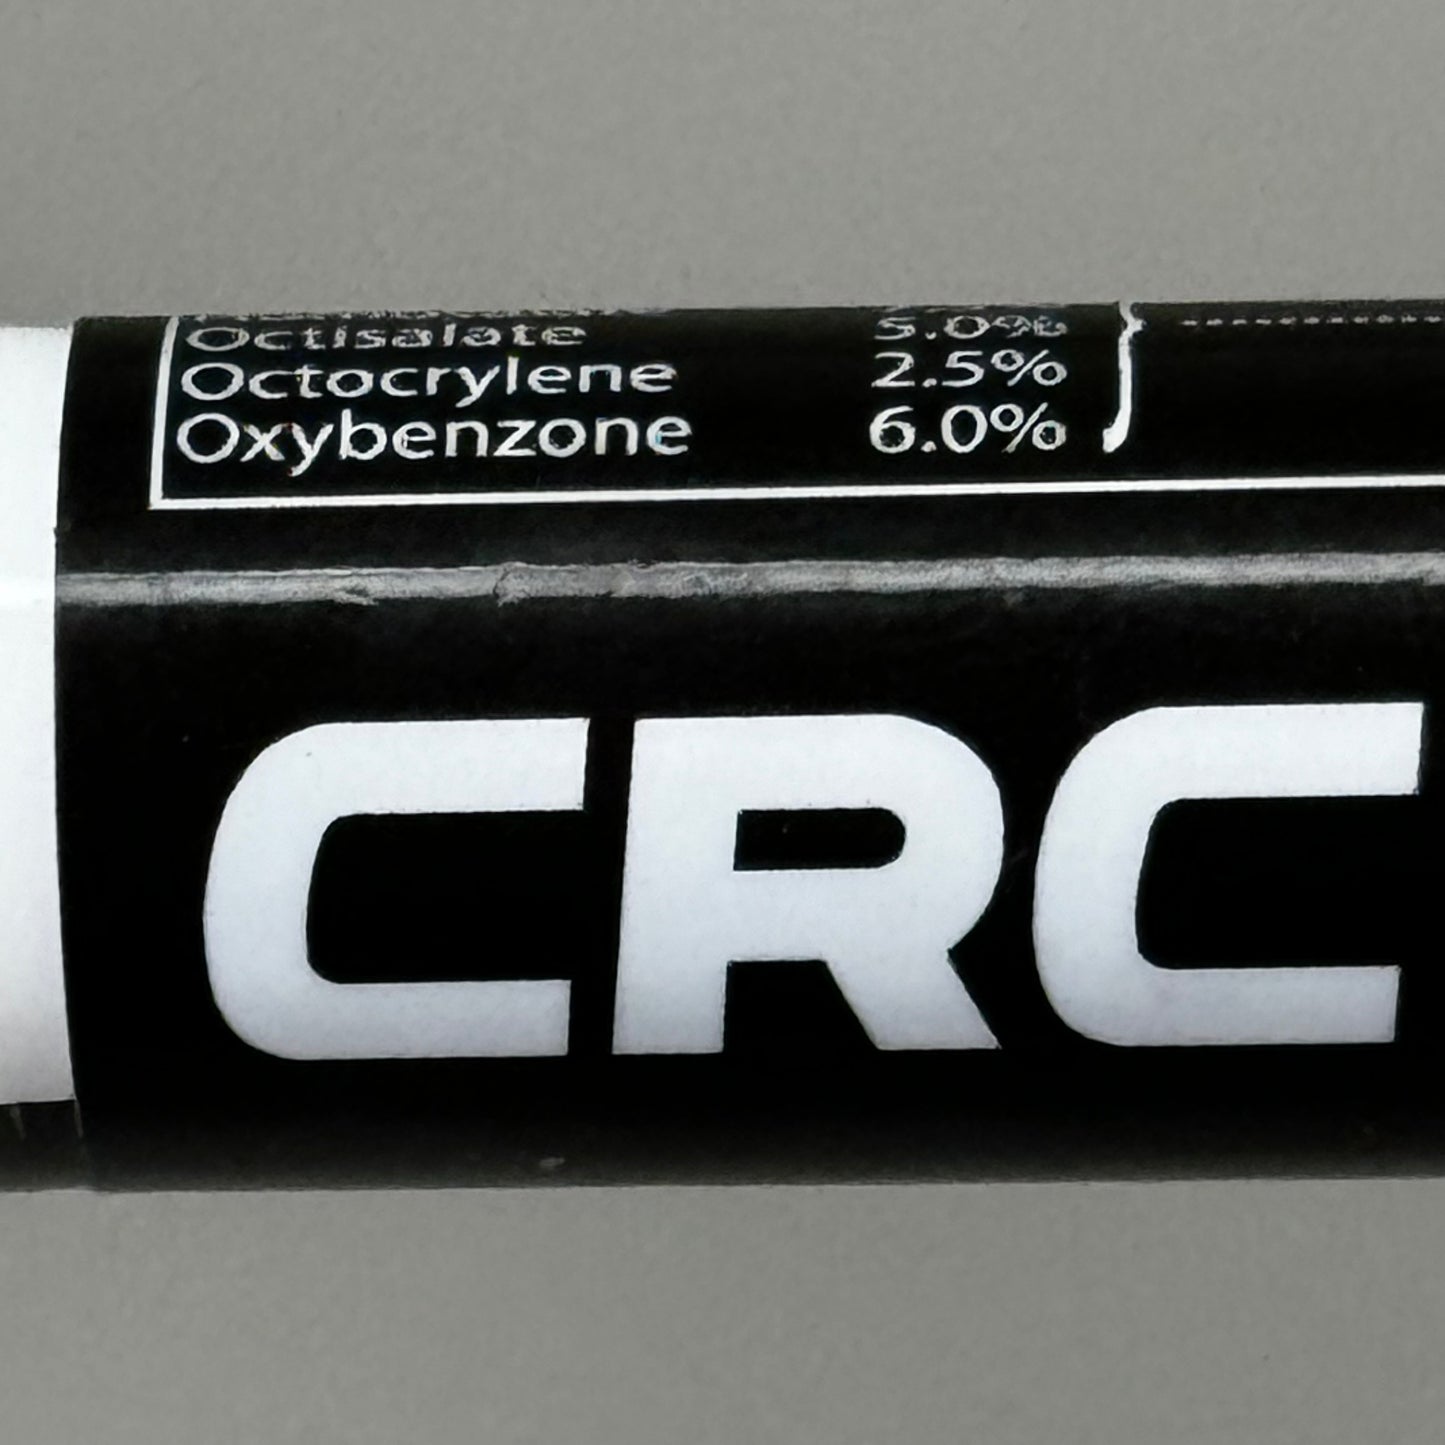 Octisalate 5.0%
Octocrylene 2.5%
Oxybenzone 6.0%
CRC